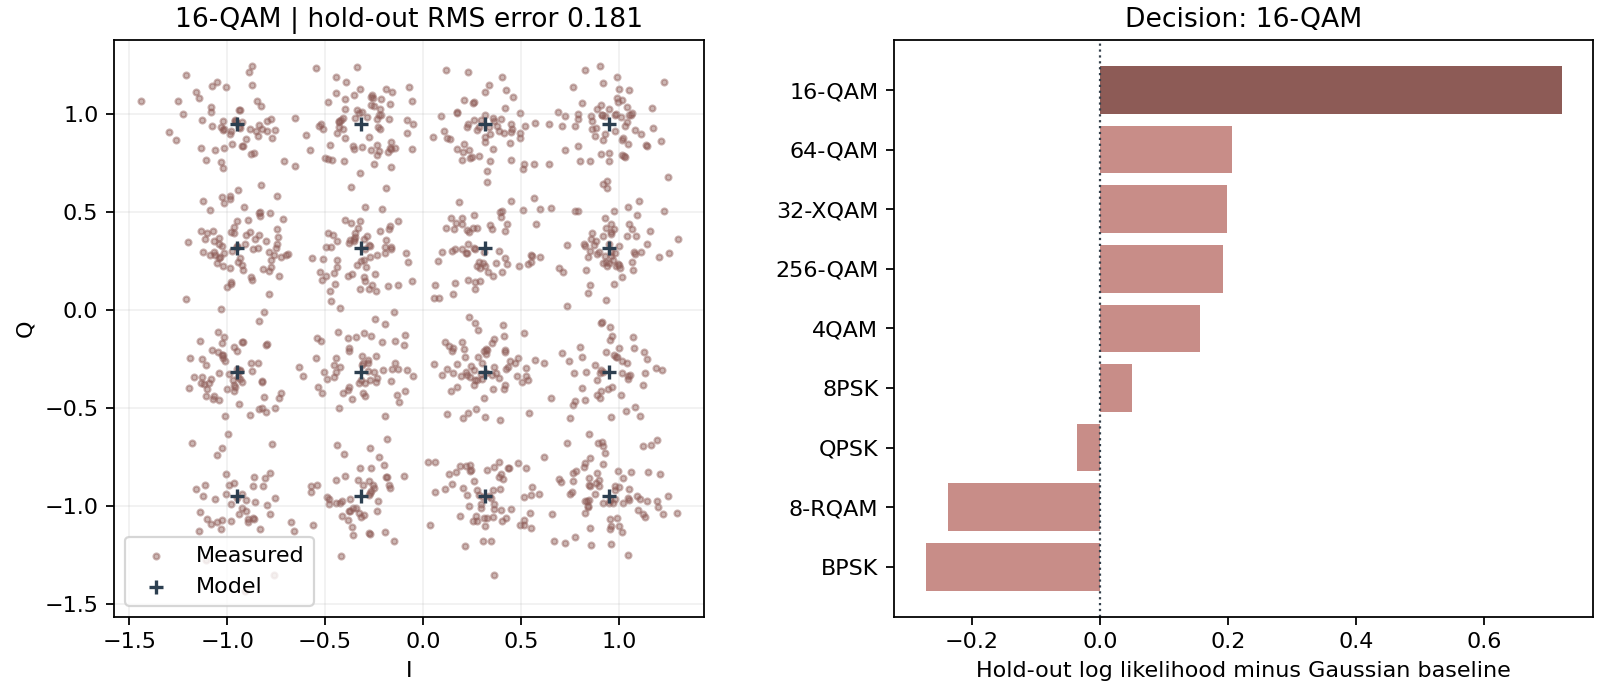 16-QAM | hold-out RMS error 0.181
1.0
0.5
0.0
−0.5
−1.0
−1.5
Q
Measured
Model
−1.5
−1.0
−0.5
0.0
0.5
1.0
I
Decision: 16-QAM
16-QAM
64-QAM
32-XQAM
256-QAM
4QAM
8PSK
QPSK
8-RQAM
BPSK
−0.2
0.0
0.2
0.4
0.6
Hold-out log likelihood minus Gaussian baseline